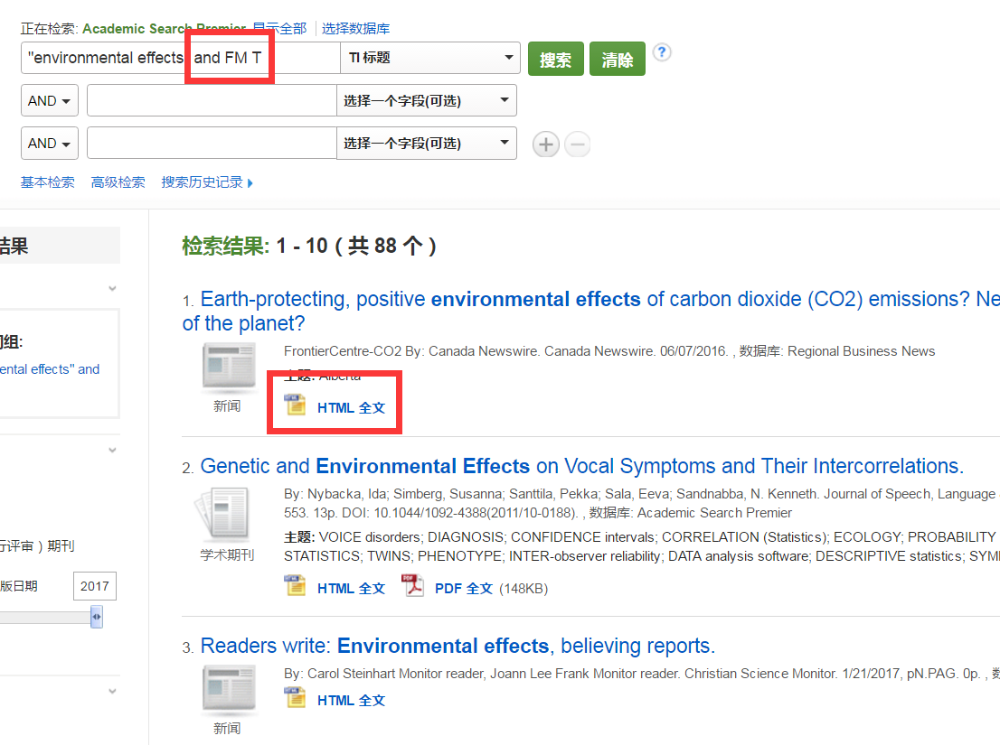 正在检索: Academic Search Premier 显示全部 | 选择数据库
"environmental effects and FM T TI 标题 搜索 清除 ?
AND 选择一个字段(可选)
AND 选择一个字段(可选)
基本检索 高级检索 搜索历史记录
结果
检索结果: 1 - 10 ( 共 88 个 )
1. Earth-protecting, positive environmental effects of carbon dioxide (CO2) emissions? Ne
of the planet?
FrontierCentre-CO2 By: Canada Newswire. Canada Newswire. 06/07/2016. , 数据库: Regional Business News
主题: Alberta
新闻
HTML 全文
词组:
ental effects" and
2. Genetic and Environmental Effects on Vocal Symptoms and Their Intercorrelations.
By: Nybacka, Ida; Simberg, Susanna; Santtila, Pekka; Sala, Eeva; Sandnabba, N. Kenneth. Journal of Speech, Language
553. 13p. DOI: 10.1044/1092-4388(2011/10-0188). , 数据库: Academic Search Premier
主题: VOICE disorders; DIAGNOSIS; CONFIDENCE intervals; CORRELATION (Statistics); ECOLOGY; PROBABILITY
STATISTICS; TWINS; PHENOTYPE; INTER-observer reliability; DATA analysis software; DESCRIPTIVE statistics; SYM
学术期刊
HTML 全文 PDF 全文 (148KB)
行评审 ) 期刊
版日期 2017
3. Readers write: Environmental effects, believing reports.
By: Carol Steinhart Monitor reader, Joann Lee Frank Monitor reader. Christian Science Monitor. 1/21/2017, pN.PAG. 0p. , 数
HTML 全文
新闻